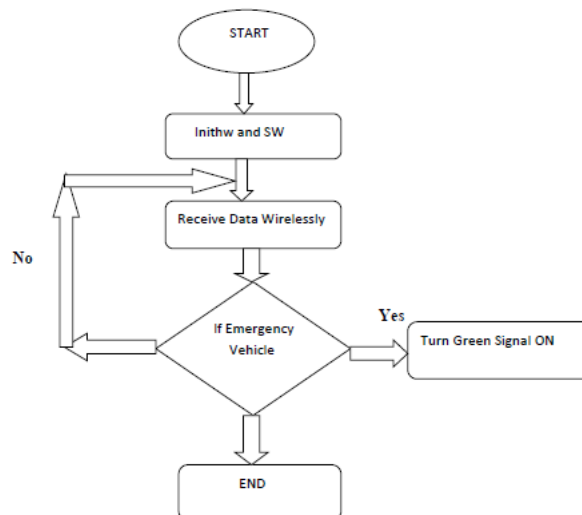 START
Inithw and SW
Receive Data Wirelessly
No
If Emergency
Vehicle
Yes
Turn Green Signal ON
END